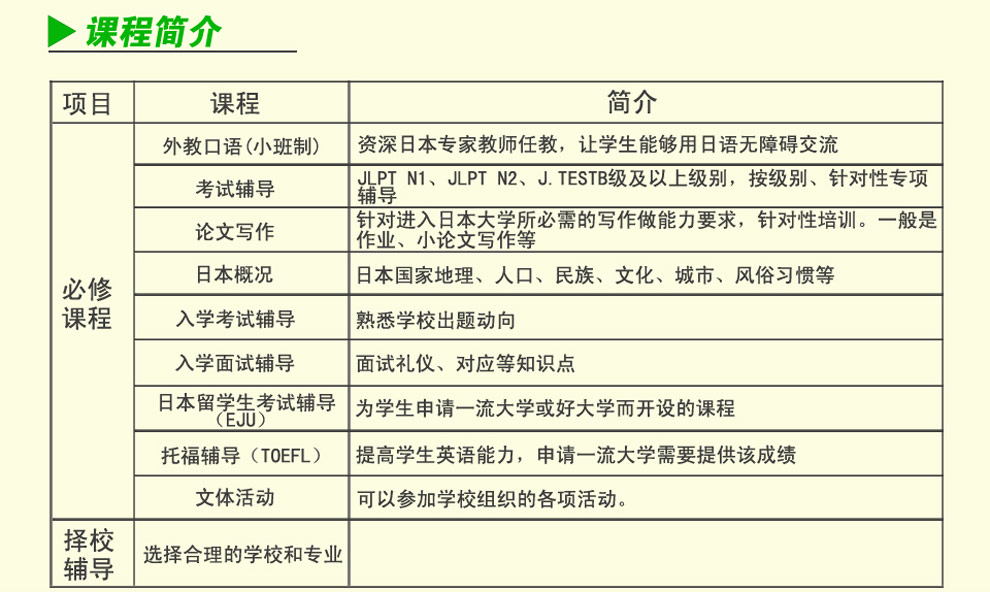 课程简介
项目 课程 简介
必修
课程
外教口语(小班制) 资深日本专家教师任教，让学生能够用日语无障碍交流
考试辅导 JLPT N1、JLPT N2、J.TESTB级及以上级别，按级别、针对性专项
辅导
论文写作 针对进入日本大学所必需的写作做能力要求，针对性培训。一般是
作业、小论文写作等
日本概况 日本国家地理、人口、民族、文化、城市、风俗习惯等
入学考试辅导 熟悉学校出题动向
入学面试辅导 面试礼仪、对应等知识点
日本留学生考试辅导
（EJU） 为学生申请一流大学或好大学而开设的课程
托福辅导（TOEFL） 提高学生英语能力，申请一流大学需要提供该成绩
文体活动 可以参加学校组织的各项活动。
择校
辅导
选择合理的学校和专业